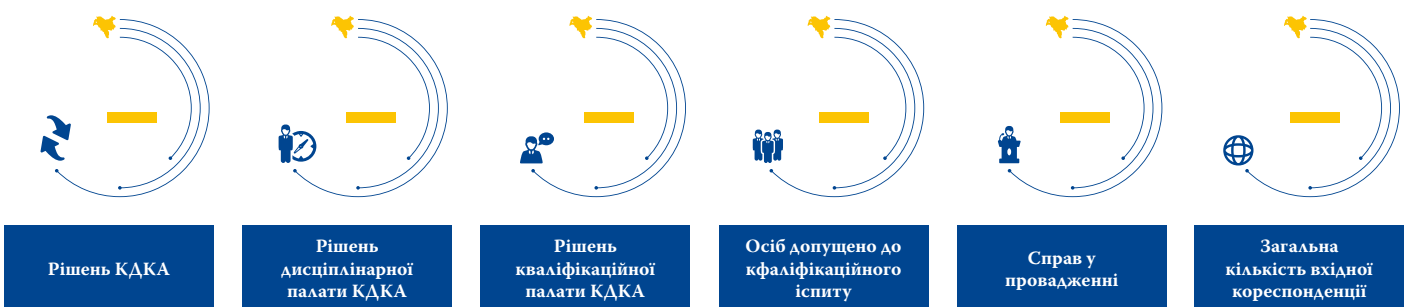 Рішень КДКА
Рішень
дисціплінарної
палати КДКА
Рішень
кваліфікаційної
палати КДКА
Осіб допущено до
кфаліфікаційного
іспиту
Справ у
провадженні
Загальна
кількість вхідної
кореспонденції